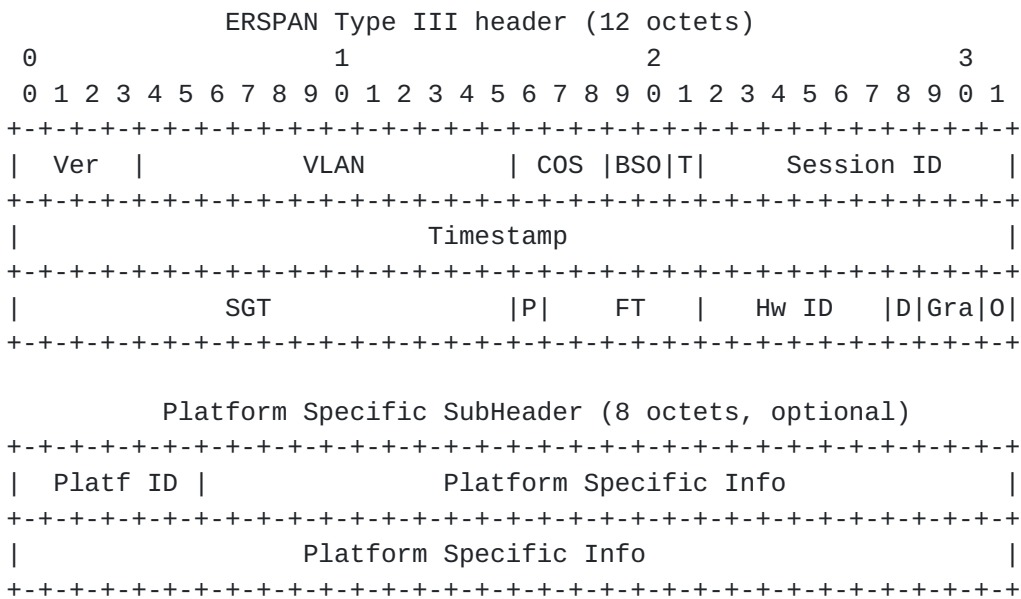 ERSPAN Type III header (12 octets)
 0                   1                   2                   3
 0 1 2 3 4 5 6 7 8 9 0 1 2 3 4 5 6 7 8 9 0 1 2 3 4 5 6 7 8 9 0 1
+-+-+-+-+-+-+-+-+-+-+-+-+-+-+-+-+-+-+-+-+-+-+-+-+-+-+-+-+-+-+-+-+
|  Ver  |          VLAN         | COS |BSO|T|     Session ID    |
+-+-+-+-+-+-+-+-+-+-+-+-+-+-+-+-+-+-+-+-+-+-+-+-+-+-+-+-+-+-+-+-+
|                          Timestamp                            |
+-+-+-+-+-+-+-+-+-+-+-+-+-+-+-+-+-+-+-+-+-+-+-+-+-+-+-+-+-+-+-+-+
|             SGT               |P|    FT   |   Hw ID   |D|Gra|O|
+-+-+-+-+-+-+-+-+-+-+-+-+-+-+-+-+-+-+-+-+-+-+-+-+-+-+-+-+-+-+-+-+
          Platform Specific SubHeader (8 octets, optional)
+-+-+-+-+-+-+-+-+-+-+-+-+-+-+-+-+-+-+-+-+-+-+-+-+-+-+-+-+-+-+-+-+
|  Platf ID |               Platform Specific Info              |
+-+-+-+-+-+-+-+-+-+-+-+-+-+-+-+-+-+-+-+-+-+-+-+-+-+-+-+-+-+-+-+-+
|                  Platform Specific Info                       |
+-+-+-+-+-+-+-+-+-+-+-+-+-+-+-+-+-+-+-+-+-+-+-+-+-+-+-+-+-+-+-+-+